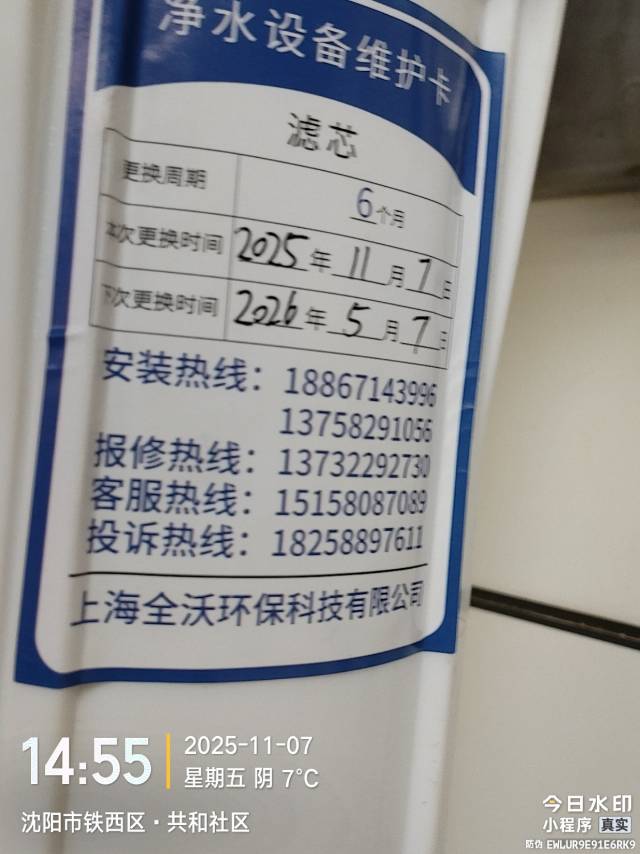 净水设备维护卡
滤芯
更换周期 6个月
本次更换时间 2025年11月7日
下次更换时间 2026年5月7日
安装热线：18867143996
13758291056
报修热线：13732292730
客服热线：15158087089
投诉热线：18258897611
上海全沃环保科技有限公司
14:55
2025-11-07
星期五 阴 7°C
沈阳市铁西区·共和社区
今日水印
小程序 真实
防伪 EWLUR9E91E6RK9